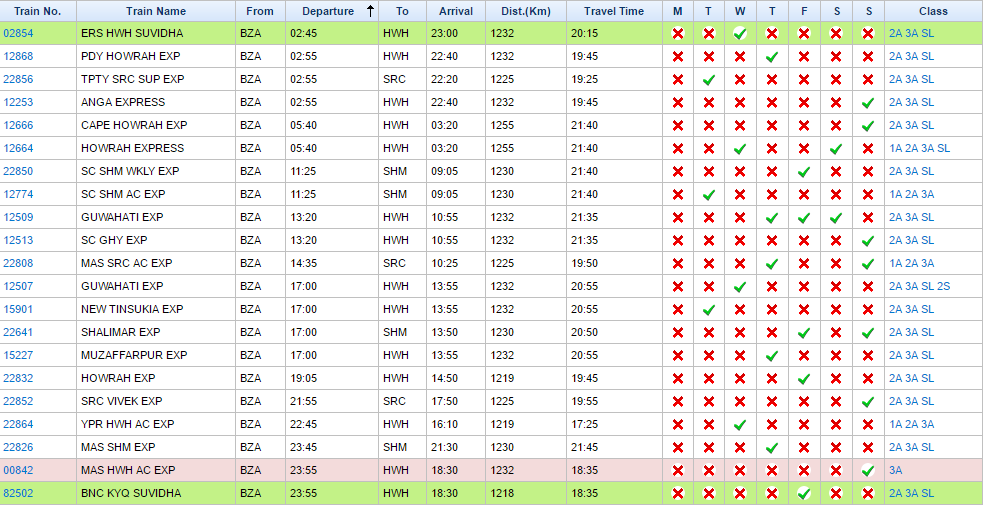 Train No. Train Name From Departure To Arrival Dist.(Km) Travel Time M T W T F S S Class
02854 ERS HWH SUVIDHA BZA 02:45 HWH 23:00 1232 20:15 2A 3A SL
12868 PDY HOWRAH EXP BZA 02:55 HWH 22:40 1232 19:45 2A 3A SL
22856 TPTY SRC SUP EXP BZA 02:55 SRC 22:20 1225 19:25 2A 3A SL
12253 ANGA EXPRESS BZA 02:55 HWH 22:40 1232 19:45 2A 3A SL
12666 CAPE HOWRAH EXP BZA 05:40 HWH 03:20 1255 21:40 2A 3A SL
12664 HOWRAH EXPRESS BZA 05:40 HWH 03:20 1255 21:40 1A 2A 3A SL
22850 SC SHM WKLY EXP BZA 11:25 SHM 09:05 1230 21:40 2A 3A SL
12774 SC SHM AC EXP BZA 11:25 SHM 09:05 1230 21:40 1A 2A 3A
12509 GUWAHATI EXP BZA 13:20 HWH 10:55 1232 21:35 2A 3A SL
12513 SC GHY EXP BZA 13:20 HWH 10:55 1232 21:35 2A 3A SL
22808 MAS SRC AC EXP BZA 14:35 SRC 10:25 1225 19:50 1A 2A 3A
12507 GUWAHATI EXP BZA 17:00 HWH 13:55 1232 20:55 2A 3A SL 2S
15901 NEW TINSUKIA EXP BZA 17:00 HWH 13:55 1232 20:55 2A 3A SL
22641 SHALIMAR EXP BZA 17:00 SHM 13:50 1230 20:50 2A 3A SL
15227 MUZAFFARPUR EXP BZA 17:00 HWH 13:55 1232 20:55 2A 3A SL
22832 HOWRAH EXP BZA 19:05 HWH 14:50 1219 19:45 2A 3A SL
22852 SRC VIVEK EXP BZA 21:55 SRC 17:50 1225 19:55 2A 3A SL
22864 YPR HWH AC EXP BZA 22:45 HWH 16:10 1219 17:25 1A 2A 3A
22826 MAS SHM EXP BZA 23:45 SHM 21:30 1230 21:45 2A 3A SL
00842 MAS HWH AC EXP BZA 23:55 HWH 18:30 1232 18:35 3A
82502 BNC KYQ SUVIDHA BZA 23:55 HWH 18:30 1218 18:35 2A 3A SL